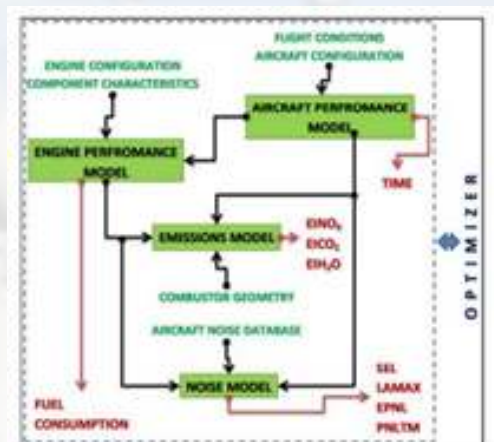 FLIGHT CONDITIONS
AIRCRAFT CONFIGURATION
ENGINE CONFIGURATION
COMPONENT CHARACTERISTICS
AIRCRAFT PERFROMANCE
MODEL
ENGINE PERFROMANCE
MODEL
TIME
EMISSIONS MODEL
EINOₓ
EICO₂
EIH₂O
COMBUSTOR GEOMETRY
AIRCRAFT NOISE DATABASE
NOISE MODEL
SEL
LAMAX
EPNL
PNLTM
FUEL
CONSUMPTION
OPTIMIZER